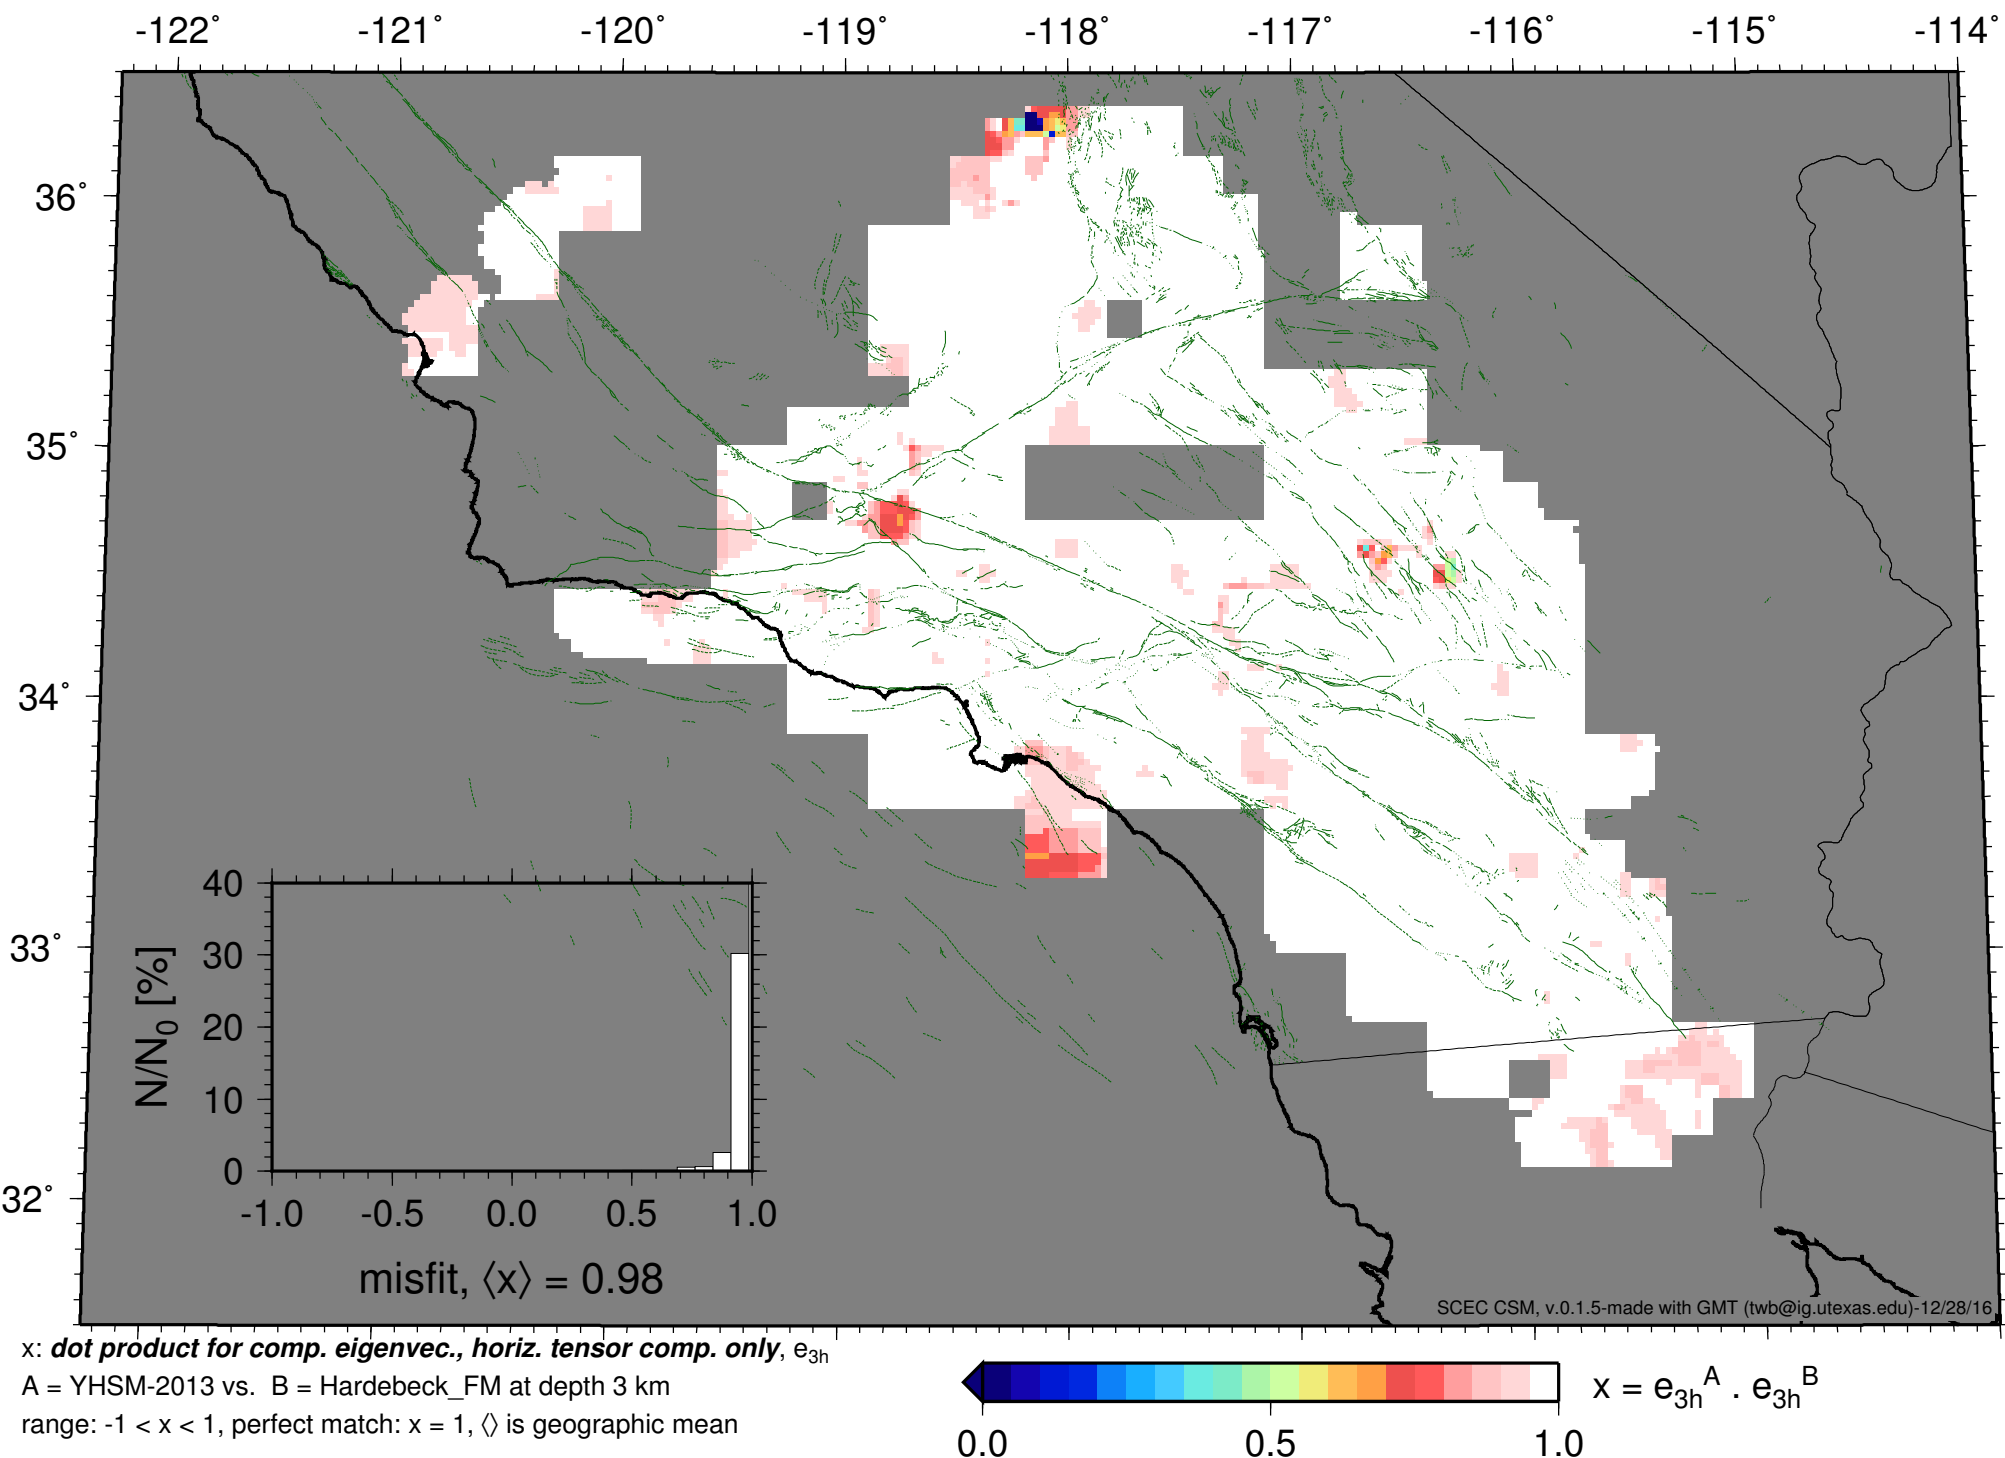 -122° -121° -120° -119° -118° -117° -116° -115° -114°
36°
35°
34°
33°
32°
40
30
20
10
0
N/N0 [%]
-1.0 -0.5 0.0 0.5 1.0
misfit, ⟨x⟩ = 0.98
SCEC CSM, v.0.1.5-made with GMT (twb@ig.utexas.edu)-12/28/16
x: dot product for comp. eigenvec., horiz. tensor comp. only, e3h
A = YHSM-2013 vs. B = Hardebeck_FM at depth 3 km
range: -1 < x < 1, perfect match: x = 1, ⟨⟩ is geographic mean
0.0 0.5 1.0
x = e3h^A . e3h^B